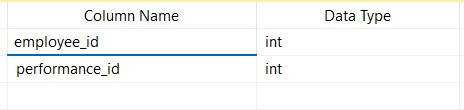 Column Name Data Type
employee_id int
performance_id int